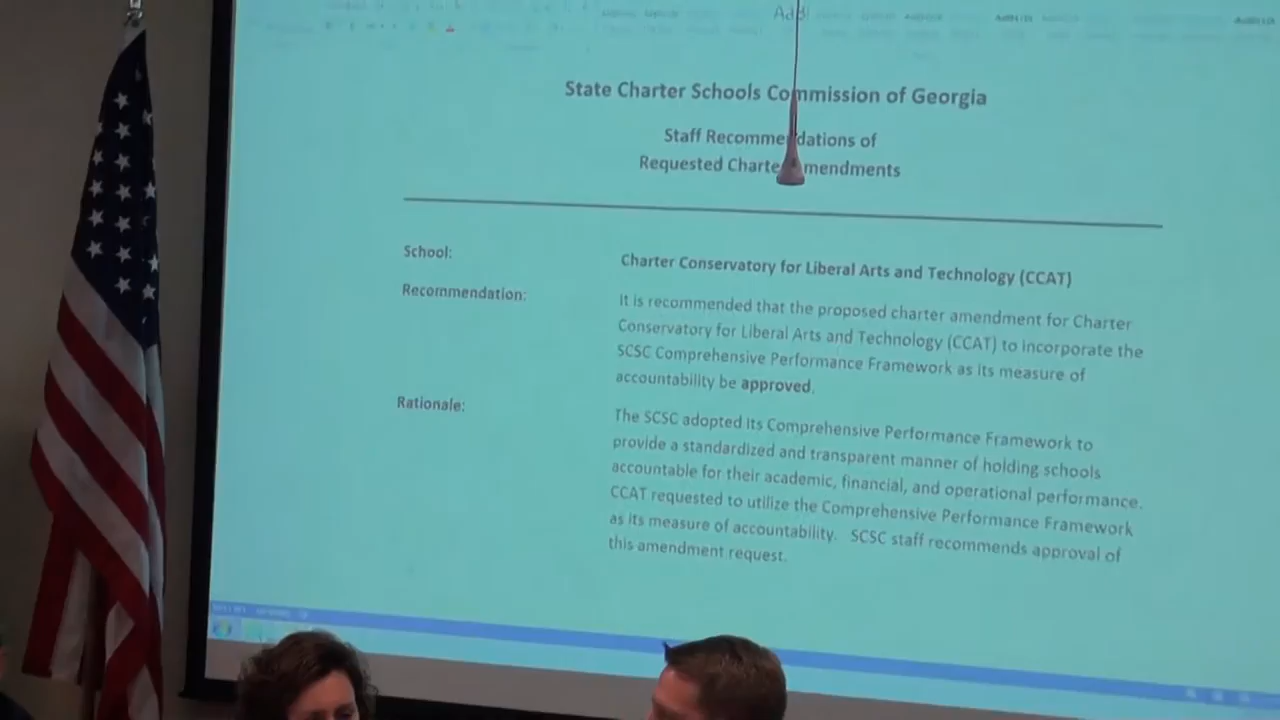 State Charter Schools Commission of Georgia
Staff Recommendations of
Requested Charter Amendments
School:
Charter Conservatory for Liberal Arts and Technology (CCAT)
Recommendation:
It is recommended that the proposed charter amendment for Charter
Conservatory for Liberal Arts and Technology (CCAT) to incorporate the
SCSC Comprehensive Performance Framework as its measure of
accountability be approved.
Rationale:
The SCSC adopted its Comprehensive Performance Framework to
provide a standardized and transparent manner of holding schools
accountable for their academic, financial, and operational performance.
CCAT requested to utilize the Comprehensive Performance Framework
as its measure of accountability. SCSC staff recommends approval of
this amendment request.